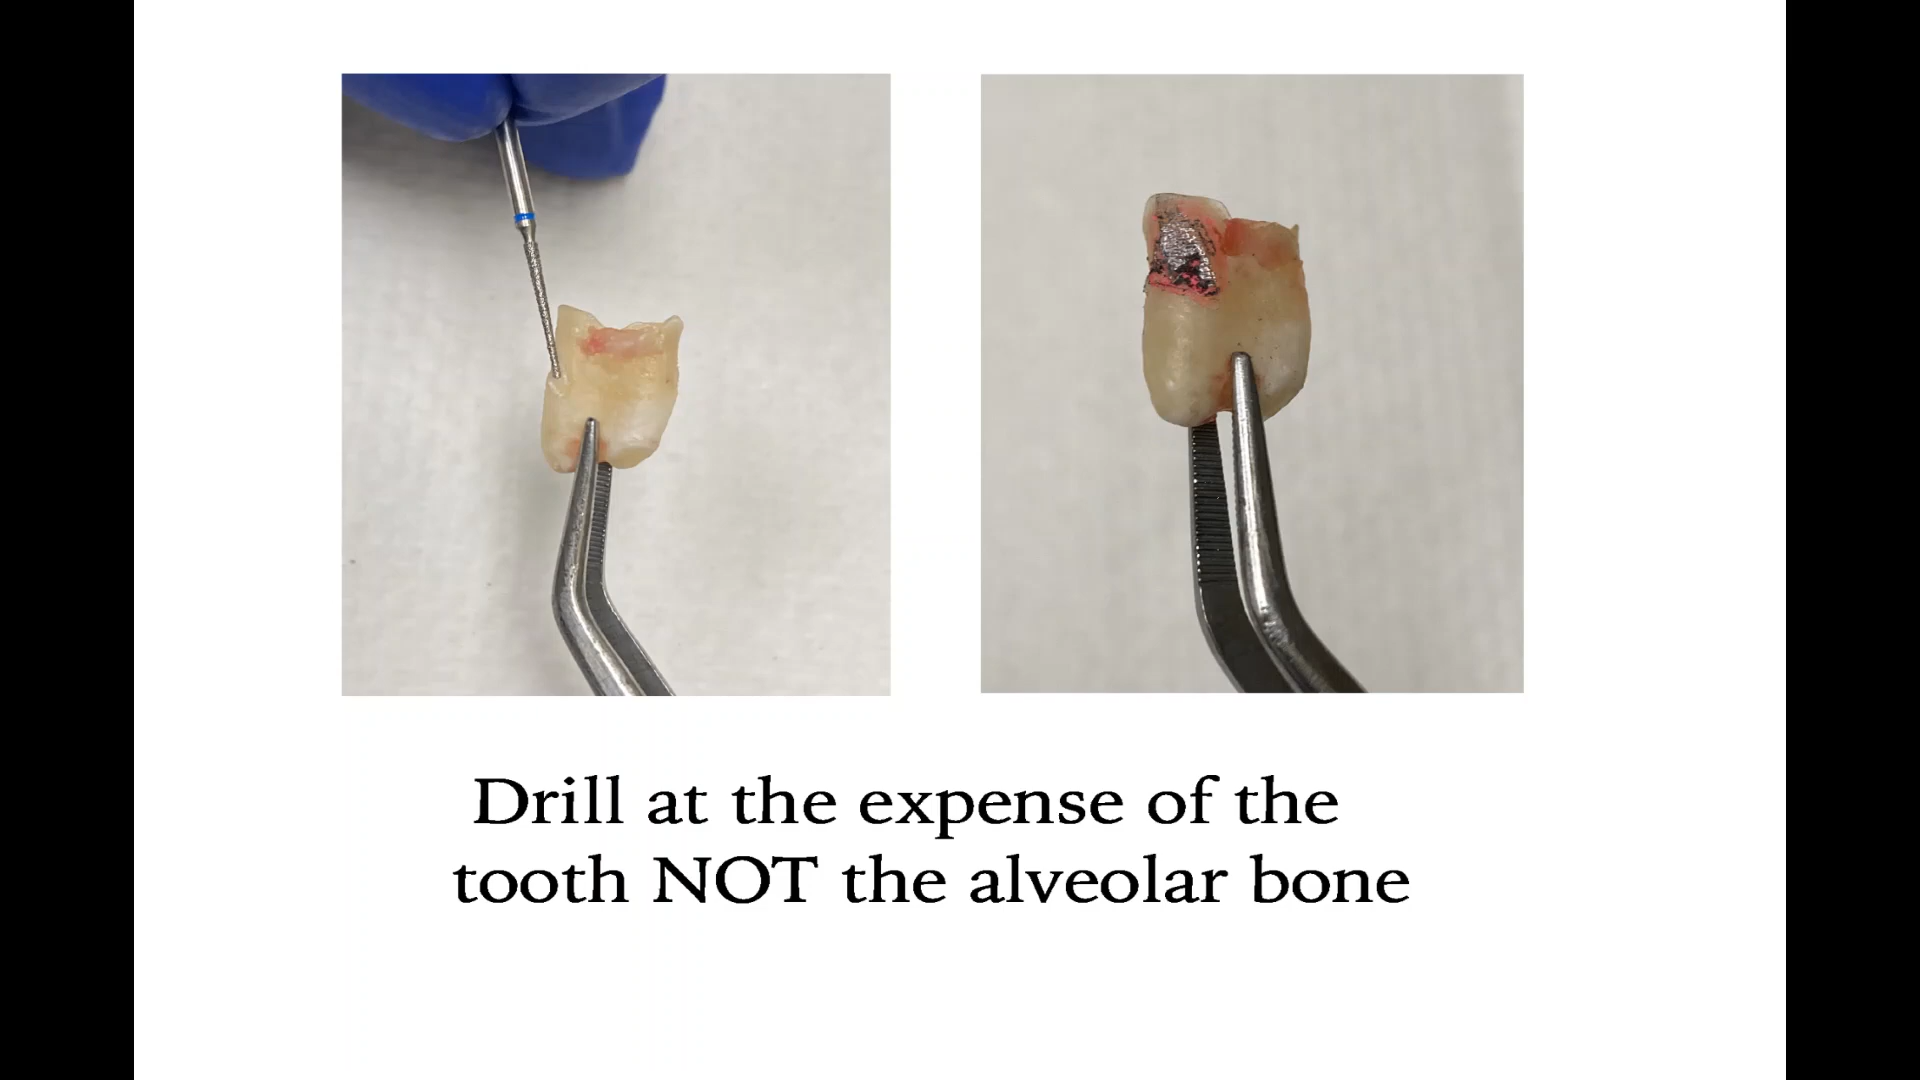 Drill at the expense of the
tooth NOT the alveolar bone